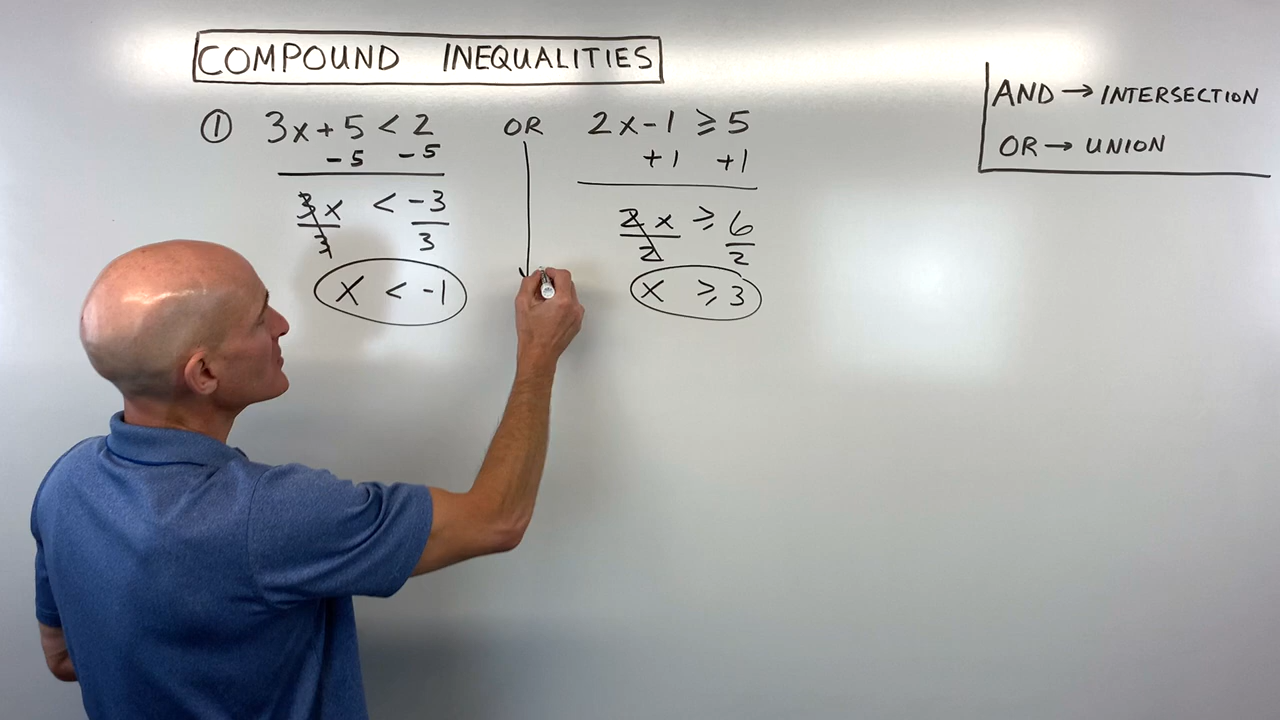 COMPOUND INEQUALITIES
AND → INTERSECTION
OR → UNION
① 3x+5 < 2 OR 2x-1 ≥ 5
-5 -5 +1 +1
3x < -3 2x ≥ 6
3 3 2 2
x < -1 x ≥ 3